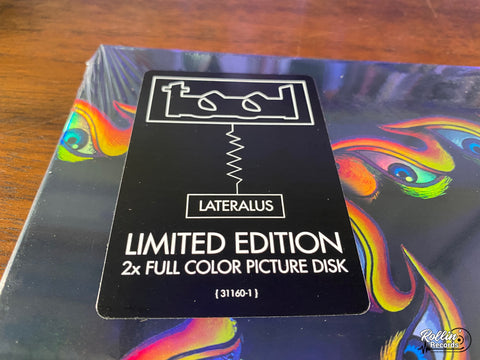 tool
LATERALUS
LIMITED EDITION
2x FULL COLOR PICTURE DISK
{ 31160-1 }
Rollin'
Records